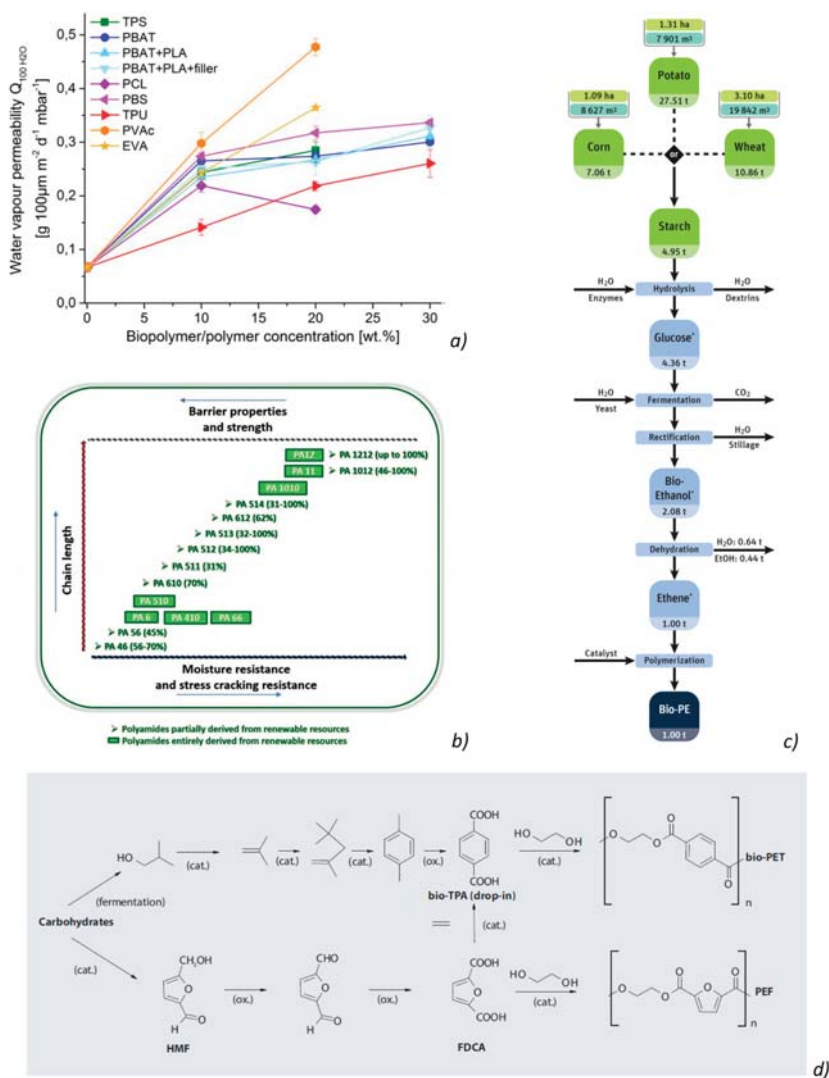 TPS
PBAT
PBAT+PLA
PBAT+PLA+filler
PCL
PBS
TPU
PVAc
EVA
Water vapour permeability Q100 H2O
[g 100µm m-2 d-1 mbar-1]
0,5
0,4
0,3
0,2
0,1
0,0
0 5 10 15 20 25 30
Biopolymer/polymer concentration [wt.%]
a)
Barrier properties
and strength
Chain length
PA12 ➤ PA 1212 (up to 100%)
PA 11 ➤ PA 1012 (46-100%)
PA 1010
➤ PA 514 (31-100%)
➤ PA 612 (62%)
➤ PA 513 (32-100%)
➤ PA 512 (34-100%)
➤ PA 511 (31%)
➤ PA 610 (70%)
PA 510
PA 6 PA 410 PA 66
➤ PA 56 (45%)
➤ PA 46 (56-70%)
Moisture resistance
and stress cracking resistance
➤ Polyamides partially derived from renewable resources
Polyamides entirely derived from renewable resources
b)
1.31 ha
7 901 m³
Potato
27.51 t
1.09 ha
8 627 m³
Corn
7.06 t
or
3.10 ha
19 842 m³
Wheat
10.86 t
Starch
4.95 t
H2O
Enzymes
Hydrolysis
H2O
Dextrins
Glucose*
4.36 t
H2O
Yeast
Fermentation
CO2
Rectification
H2O
Stillage
Bio-
Ethanol*
2.08 t
Dehydration
H2O: 0.64 t
EtOH: 0.44 t
Ethene*
1.00 t
Catalyst
Polymerization
Bio-PE
1.00 t
c)
HO
(cat.)
(cat.)
(cat.)
(ox.)
COOH
COOH
bio-TPA (drop-in)
HO OH
(cat.)
O O O O
n
bio-PET
(fermentation)
Carbohydrates
(cat.)
(cat.)
CH2OH
O
H O
HMF
(ox.)
CHO
O
H O
(ox.)
COOH
O
COOH
FDCA
HO OH
(cat.)
O O O O O
n
PEF
d)